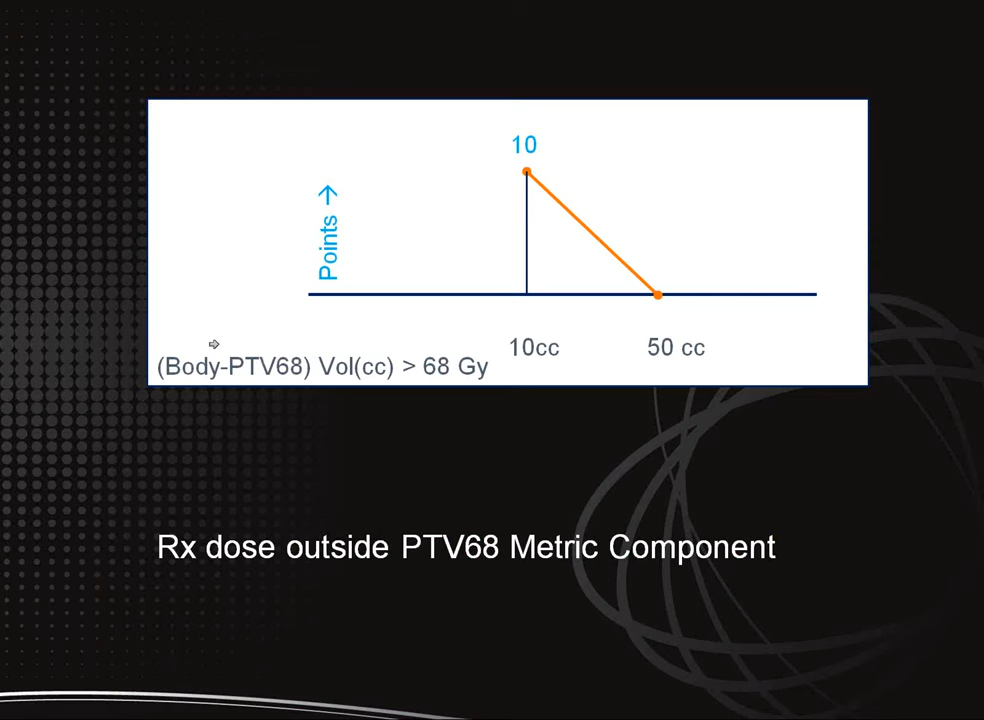 10
Points →
10cc
50 cc
(Body-PTV68) Vol(cc) > 68 Gy
Rx dose outside PTV68 Metric Component